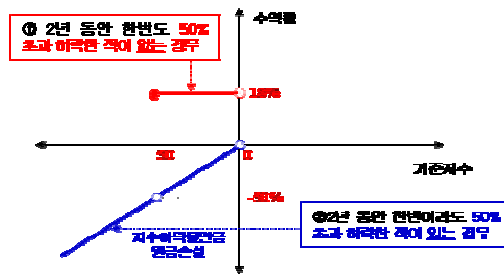 수익률
① 2년 동안 한번도 50%
초과 하락한 적이 없는 경우
기준지수
②2년 동안 한번이라도 50%
초과 하락한 적이 있는 경우
지수하락률만큼
원금손실